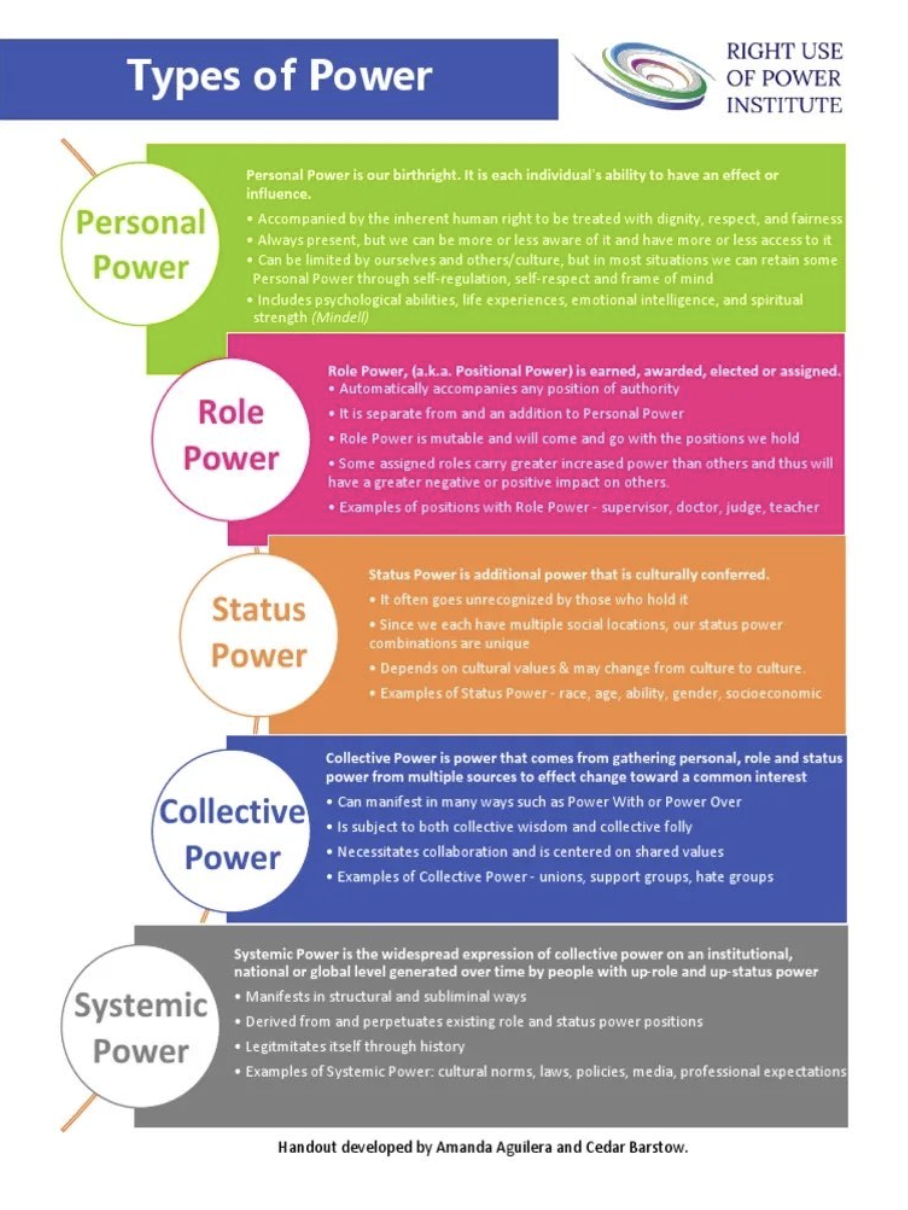 Types of Power
RIGHT USE
OF POWER
INSTITUTE
Personal
Power
Personal Power is our birthright. It is each individual's ability to have an effect or
influence.
• Accompanied by the inherent human right to be treated with dignity, respect, and fairness
• Always present, but we can be more or less aware of it and have more or less access to it
• Can be limited by ourselves and others/culture, but in most situations we can retain some
Personal Power through self-regulation, self-respect and frame of mind
• Includes psychological abilities, life experiences, emotional intelligence, and spiritual
strength (Mindell)
Role
Power
Role Power, (a.k.a. Positional Power) is earned, awarded, elected or assigned.
• Automatically accompanies any position of authority
• It is separate from and an addition to Personal Power
• Role Power is mutable and will come and go with the positions we hold
• Some assigned roles carry greater increased power than others and thus will
have a greater negative or positive impact on others.
• Examples of positions with Role Power - supervisor, doctor, judge, teacher
Status
Power
Status Power is additional power that is culturally conferred.
• It often goes unrecognized by those who hold it
• Since we each have multiple social locations, our status power
combinations are unique
• Depends on cultural values & may change from culture to culture.
• Examples of Status Power - race, age, ability, gender, socioeconomic
Collective
Power
Collective Power is power that comes from gathering personal, role and status
power from multiple sources to effect change toward a common interest
• Can manifest in many ways such as Power With or Power Over
• Is subject to both collective wisdom and collective folly
• Necessitates collaboration and is centered on shared values
• Examples of Collective Power - unions, support groups, hate groups
Systemic
Power
Systemic Power is the widespread expression of collective power on an institutional,
national or global level generated over time by people with up-role and up-status power
• Manifests in structural and subliminal ways
• Derived from and perpetuates existing role and status power positions
• Legitmitates itself through history
• Examples of Systemic Power: cultural norms, laws, policies, media, professional expectations
Handout developed by Amanda Aguilera and Cedar Barstow.